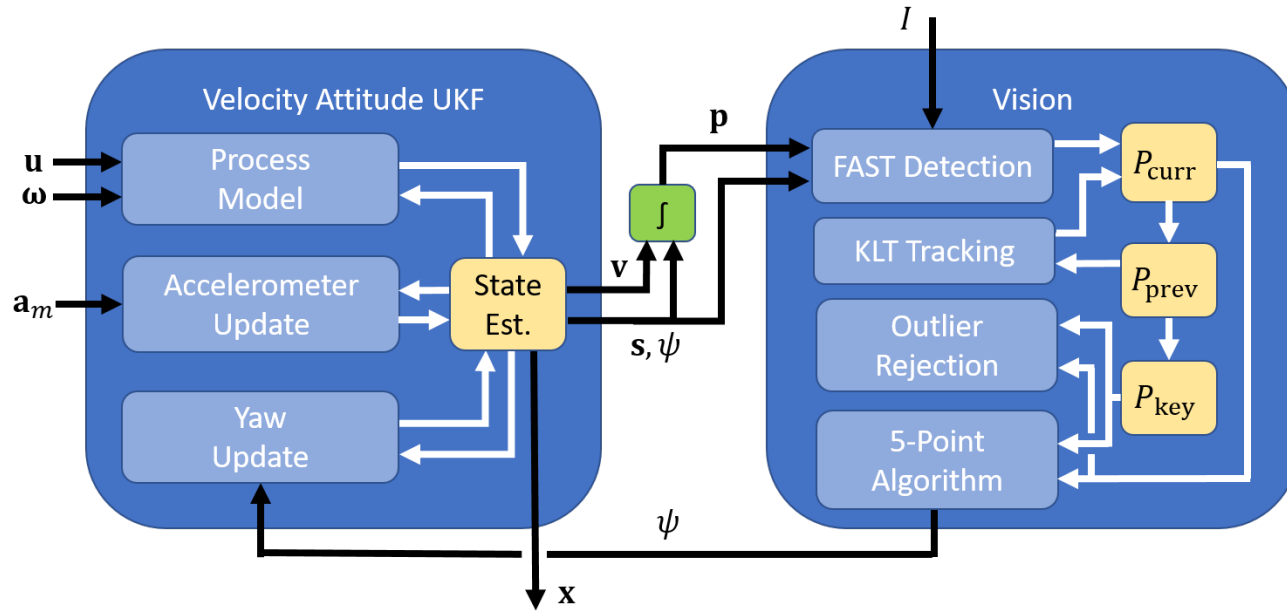 I
Velocity Attitude UKF
Vision
p
u
ω
Process
Model
FAST Detection
P_curr
∫
KLT Tracking
v
a_m
Accelerometer
Update
State
Est.
P_prev
s, ψ
Outlier
Rejection
P_key
Yaw
Update
5-Point
Algorithm
ψ
x